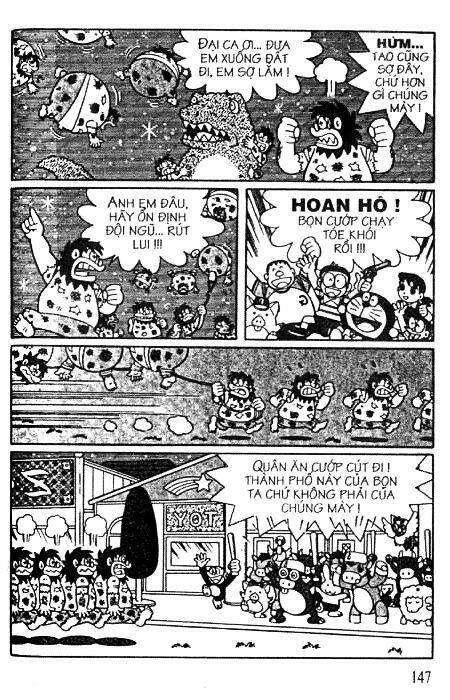 ĐẠI CA ƠI... ĐƯA
EM XUỐNG ĐẤT
ĐI, EM SỢ LẮM !
HỪM...
TAO CŨNG
SỢ ĐÂY,
CHỨ HƠN
GÌ CHÚNG
MÀY !
ANH EM ĐÂU,
HÃY ỔN ĐỊNH
ĐỘI NGŨ... RÚT
LUI !!!
HOAN HÔ !
BỌN CƯỚP CHẠY
TÓE KHÓI
RỒI !!!
QUÂN ĂN CƯỚP CÚT ĐI !
THÀNH PHỐ NÀY CỦA BỌN
TA CHỨ KHÔNG PHẢI CỦA
CHÚNG MÀY !
YOT
147